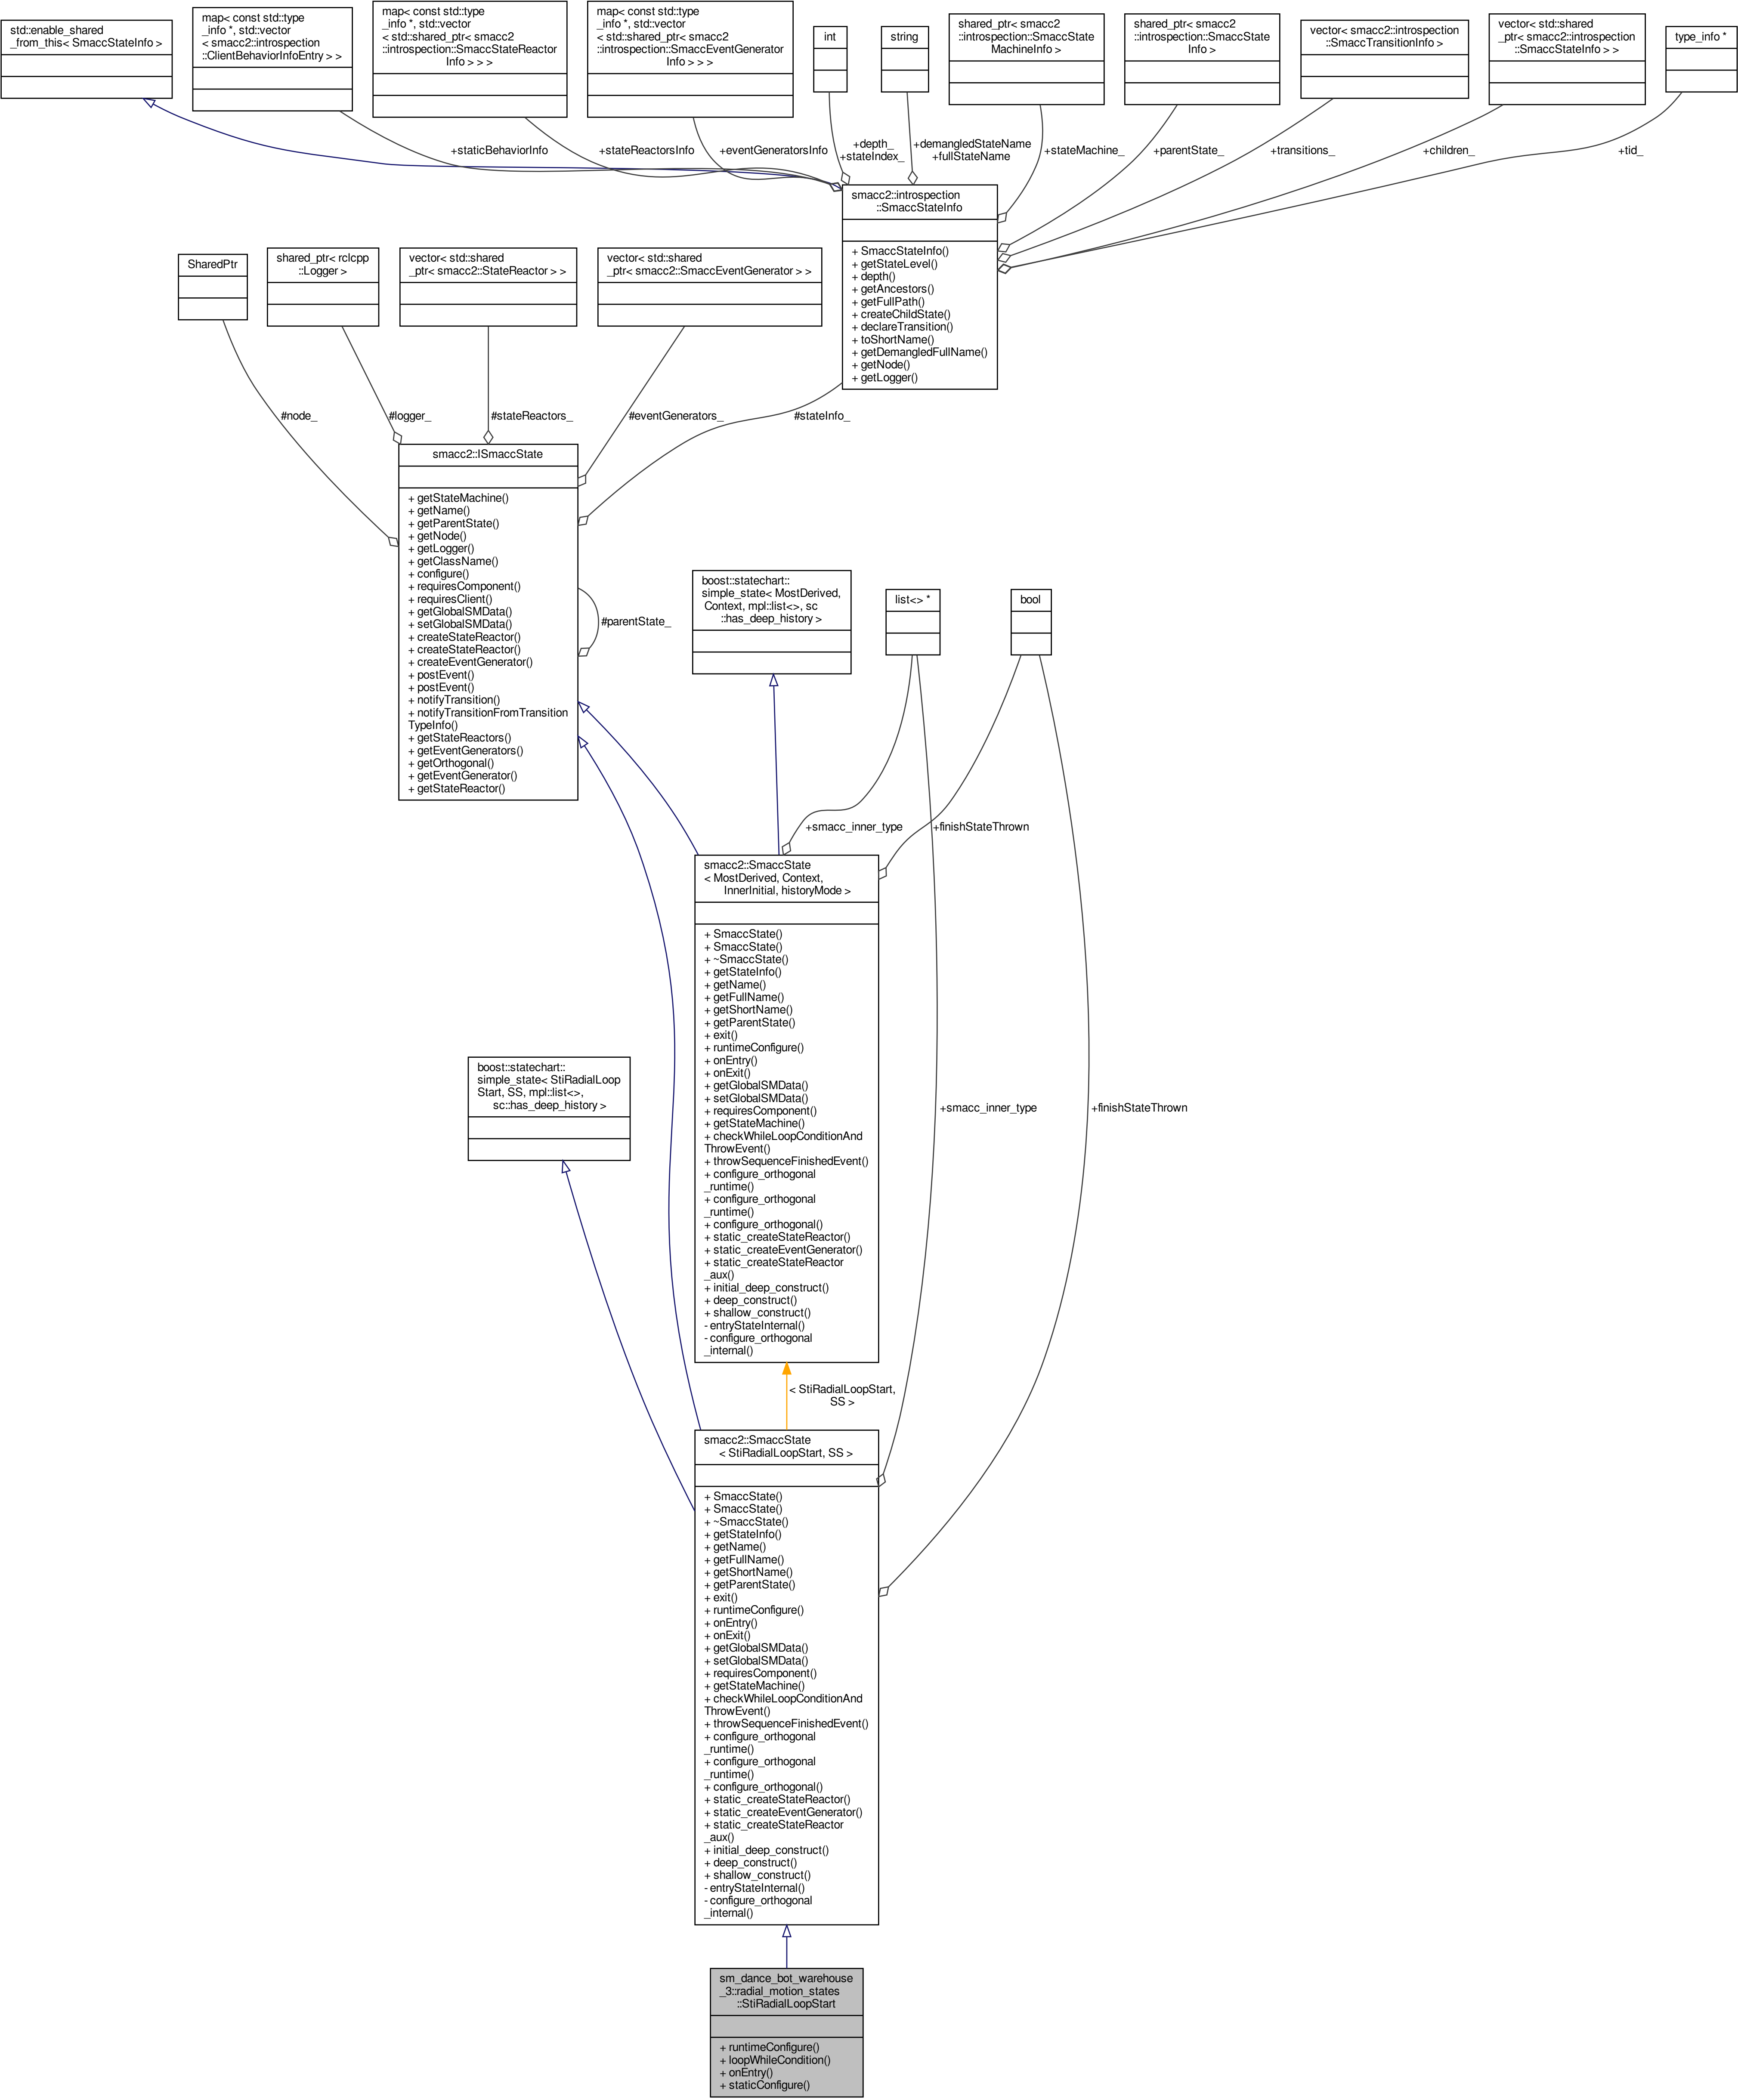 std::enable_shared
_from_this< SmaccStateInfo >
map< const std::type
_info *, std::vector
< smacc2::introspection
::ClientBehaviorInfoEntry > >
map< const std::type
_info *, std::vector
< std::shared_ptr< smacc2
::introspection::SmaccStateReactor
Info > > >
map< const std::type
_info *, std::vector
< std::shared_ptr< smacc2
::introspection::SmaccEventGenerator
Info > > >
int
string
shared_ptr< smacc2
::introspection::SmaccState
MachineInfo >
shared_ptr< smacc2
::introspection::SmaccState
Info >
vector< smacc2::introspection
::SmaccTransitionInfo >
vector< std::shared
_ptr< smacc2::introspection
::SmaccStateInfo > >
type_info *
+staticBehaviorInfo
+stateReactorsInfo
+eventGeneratorsInfo
+depth_
+stateIndex_
+demangledStateName
+fullStateName
+stateMachine_
+parentState_
+transitions_
+children_
+tid_
smacc2::introspection
::SmaccStateInfo
+ SmaccStateInfo()
+ getStateLevel()
+ depth()
+ getAncestors()
+ getFullPath()
+ createChildState()
+ declareTransition()
+ toShortName()
+ getDemangledFullName()
+ getNode()
+ getLogger()
SharedPtr
shared_ptr< rclcpp
::Logger >
vector< std::shared
_ptr< smacc2::StateReactor > >
vector< std::shared
_ptr< smacc2::SmaccEventGenerator > >
#node_
#logger_
#stateReactors_
#eventGenerators_
#stateInfo_
smacc2::ISmaccState
+ getStateMachine()
+ getName()
+ getParentState()
+ getNode()
+ getLogger()
+ getClassName()
+ configure()
+ requiresComponent()
+ requiresClient()
+ getGlobalSMData()
+ setGlobalSMData()
+ createStateReactor()
+ createStateReactor()
+ createEventGenerator()
+ postEvent()
+ postEvent()
+ notifyTransition()
+ notifyTransitionFromTransition
TypeInfo()
+ getStateReactors()
+ getEventGenerators()
+ getOrthogonal()
+ getEventGenerator()
+ getStateReactor()
#parentState_
boost::statechart::
simple_state< MostDerived,
Context, mpl::list<>, sc
::has_deep_history >
list<> *
bool
+smacc_inner_type
+finishStateThrown
smacc2::SmaccState
< MostDerived, Context,
InnerInitial, historyMode >
+ SmaccState()
+ SmaccState()
+ ~SmaccState()
+ getStateInfo()
+ getName()
+ getFullName()
+ getShortName()
+ getParentState()
+ exit()
+ runtimeConfigure()
+ onEntry()
+ onExit()
+ getGlobalSMData()
+ setGlobalSMData()
+ requiresComponent()
+ getStateMachine()
+ checkWhileLoopConditionAnd
ThrowEvent()
+ throwSequenceFinishedEvent()
+ configure_orthogonal
_runtime()
+ configure_orthogonal
_runtime()
+ configure_orthogonal()
+ static_createStateReactor()
+ static_createEventGenerator()
+ static_createStateReactor
_aux()
+ initial_deep_construct()
+ deep_construct()
+ shallow_construct()
- entryStateInternal()
- configure_orthogonal
_internal()
boost::statechart::
simple_state< StiRadialLoop
Start, SS, mpl::list<>,
sc::has_deep_history >
+smacc_inner_type
+finishStateThrown
< StiRadialLoopStart,
SS >
smacc2::SmaccState
< StiRadialLoopStart, SS >
+ SmaccState()
+ SmaccState()
+ ~SmaccState()
+ getStateInfo()
+ getName()
+ getFullName()
+ getShortName()
+ getParentState()
+ exit()
+ runtimeConfigure()
+ onEntry()
+ onExit()
+ getGlobalSMData()
+ setGlobalSMData()
+ requiresComponent()
+ getStateMachine()
+ checkWhileLoopConditionAnd
ThrowEvent()
+ throwSequenceFinishedEvent()
+ configure_orthogonal
_runtime()
+ configure_orthogonal
_runtime()
+ configure_orthogonal()
+ static_createStateReactor()
+ static_createEventGenerator()
+ static_createStateReactor
_aux()
+ initial_deep_construct()
+ deep_construct()
+ shallow_construct()
- entryStateInternal()
- configure_orthogonal
_internal()
sm_dance_bot_warehouse
_3::radial_motion_states
::StiRadialLoopStart
+ runtimeConfigure()
+ loopWhileCondition()
+ onEntry()
+ staticConfigure()